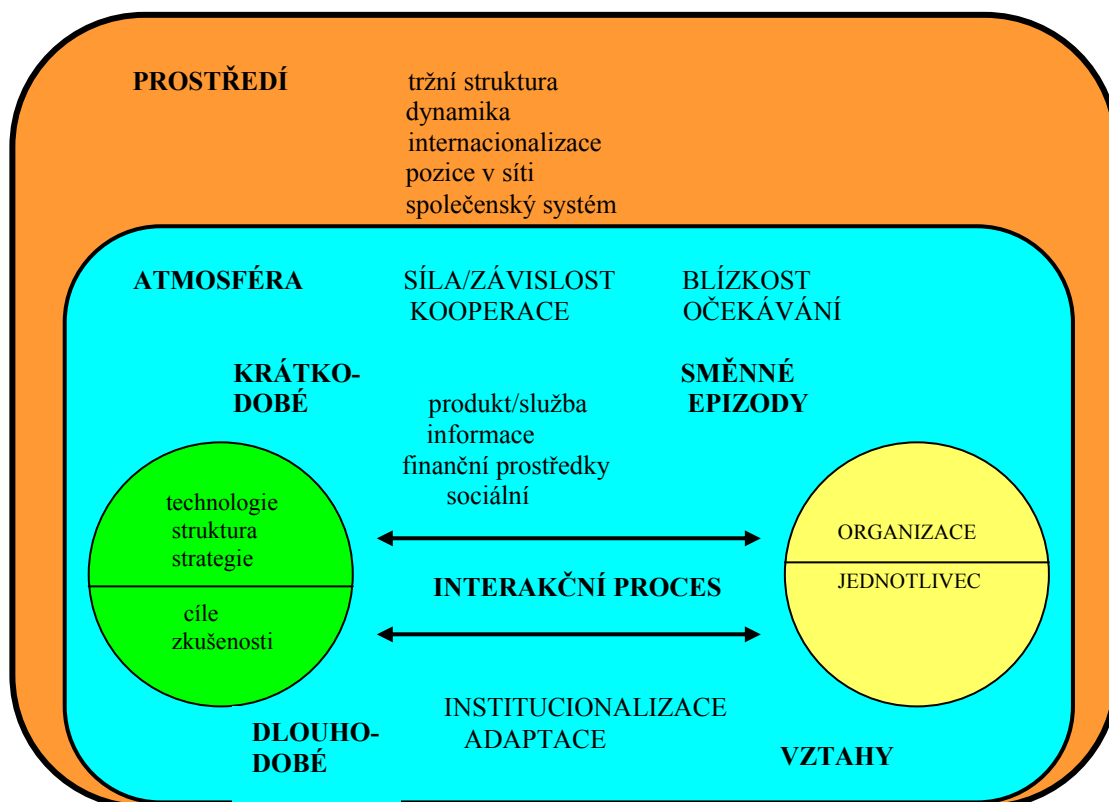 PROSTŘEDÍ
tržní struktura
dynamika
internacionalizace
pozice v síti
společenský systém
ATMOSFÉRA
SÍLA/ZÁVISLOST
KOOPERACE
BLÍZKOST
OČEKÁVÁNÍ
KRÁTKO-
DOBÉ
produkt/služba
informace
finanční prostředky
sociální
SMĚNNÉ
EPIZODY
technologie
struktura
strategie
cíle
zkušenosti
INTERAKČNÍ PROCES
ORGANIZACE
JEDNOTLIVEC
DLOUHO-
DOBÉ
INSTITUCIONALIZACE
ADAPTACE
VZTAHY